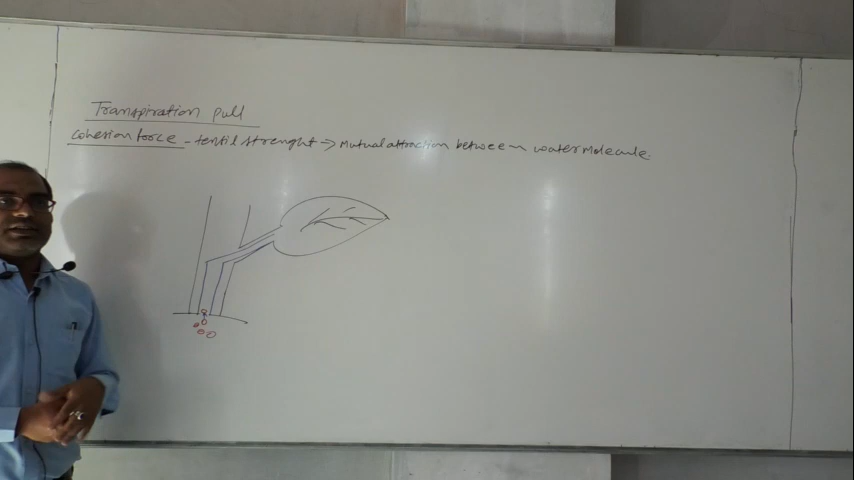 Transpiration pull
Cohesion force - tentil strenght → Mutual attraction between water molecule.